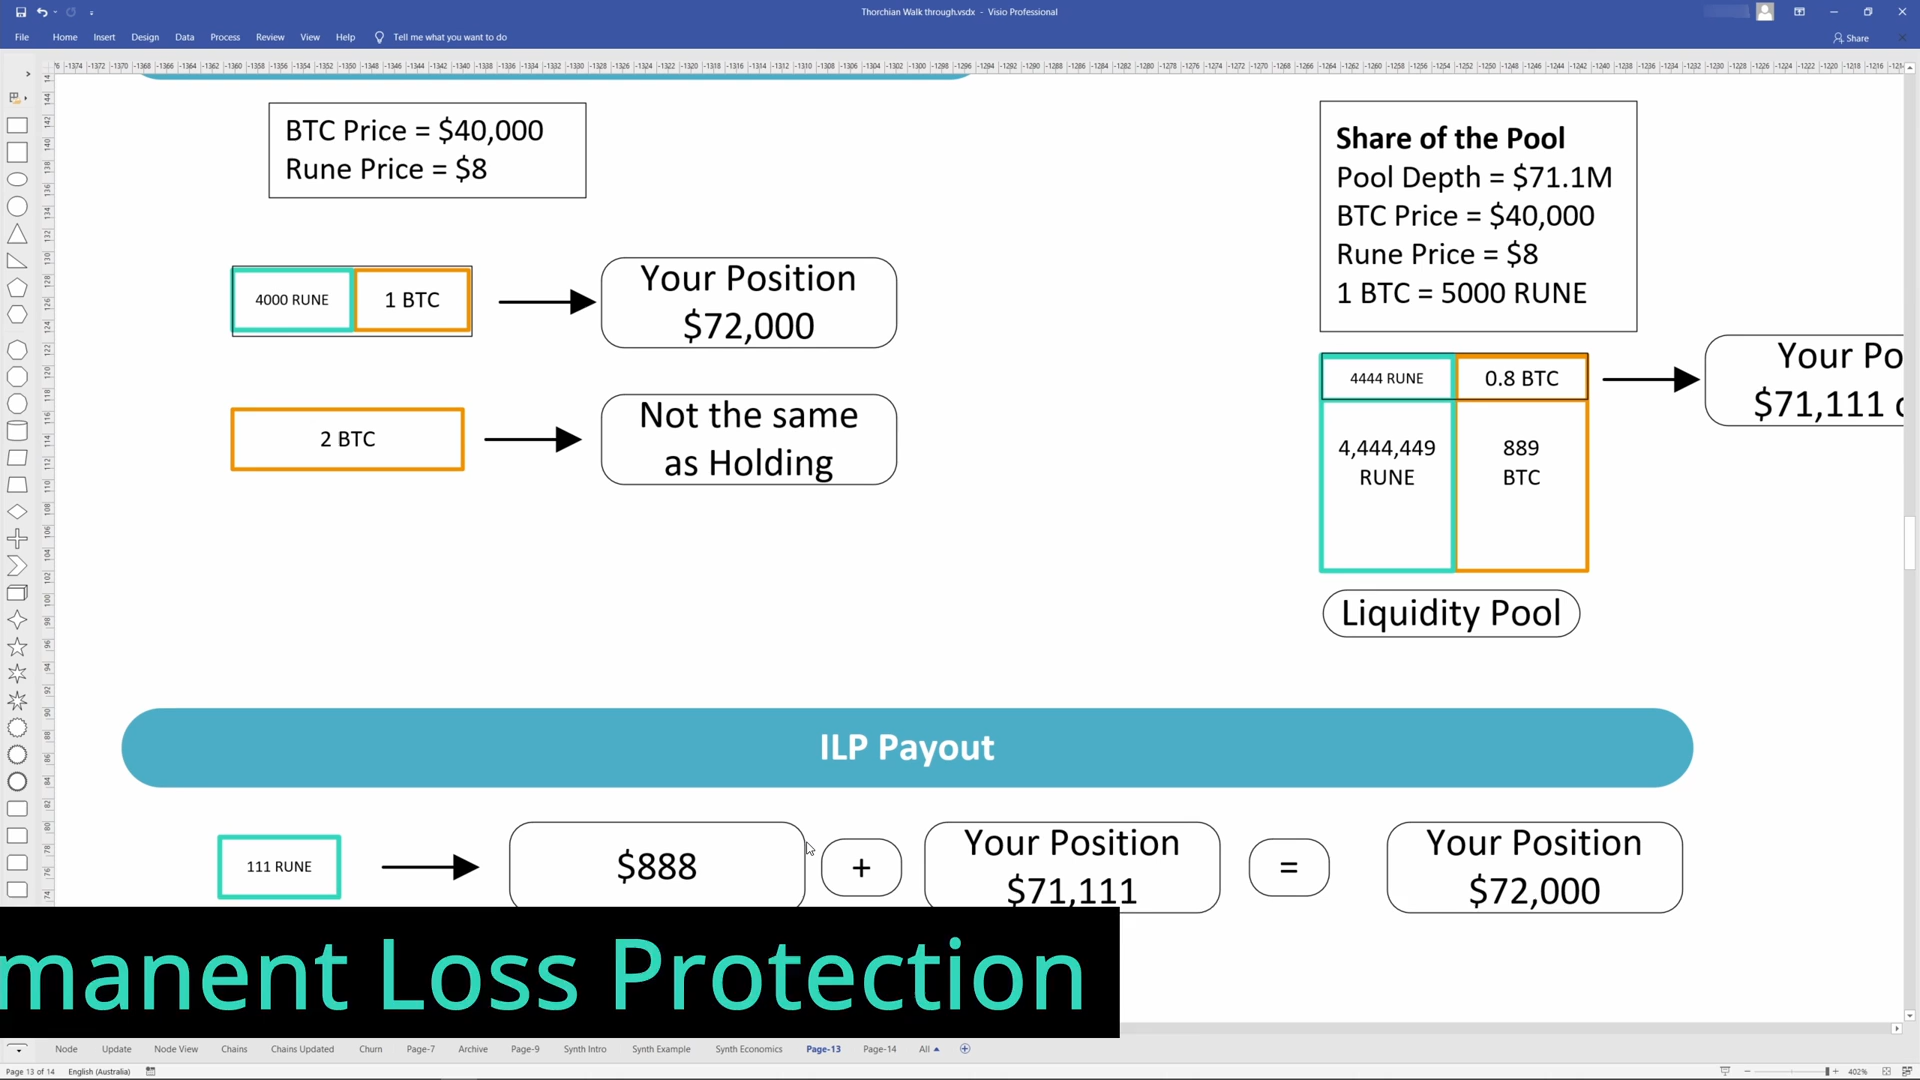 Thorchian Walk through.vsdx - Visio Professional
File Home Insert Design Data Process Review View Help Tell me what you want to do
Share
BTC Price = $40,000
Rune Price = $8
4000 RUNE
1 BTC
Your Position
$72,000
2 BTC
Not the same
as Holding
Share of the Pool
Pool Depth = $71.1M
BTC Price = $40,000
Rune Price = $8
1 BTC = 5000 RUNE
4444 RUNE
0.8 BTC
Your Po
$71,111
4,444,449
RUNE
889
BTC
Liquidity Pool
ILP Payout
111 RUNE
$888
+
Your Position
$71,111
=
Your Position
$72,000
manent Loss Protection
Node Update Node View Chains Chains Updated Churn Page-7 Archive Page-9 Synth Intro Synth Example Synth Economics Page-13 Page-14 All
Page 13 of 14 English (Australia)
402%